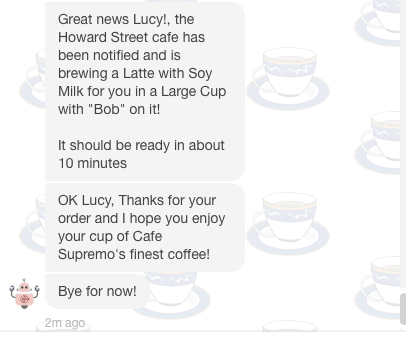 Great news Lucy!, the
Howard Street cafe has
been notified and is
brewing a Latte with Soy
Milk for you in a Large Cup
with "Bob" on it!
It should be ready in about
10 minutes
OK Lucy, Thanks for your
order and I hope you enjoy
your cup of Cafe
Supremo's finest coffee!
Bye for now!
2m ago